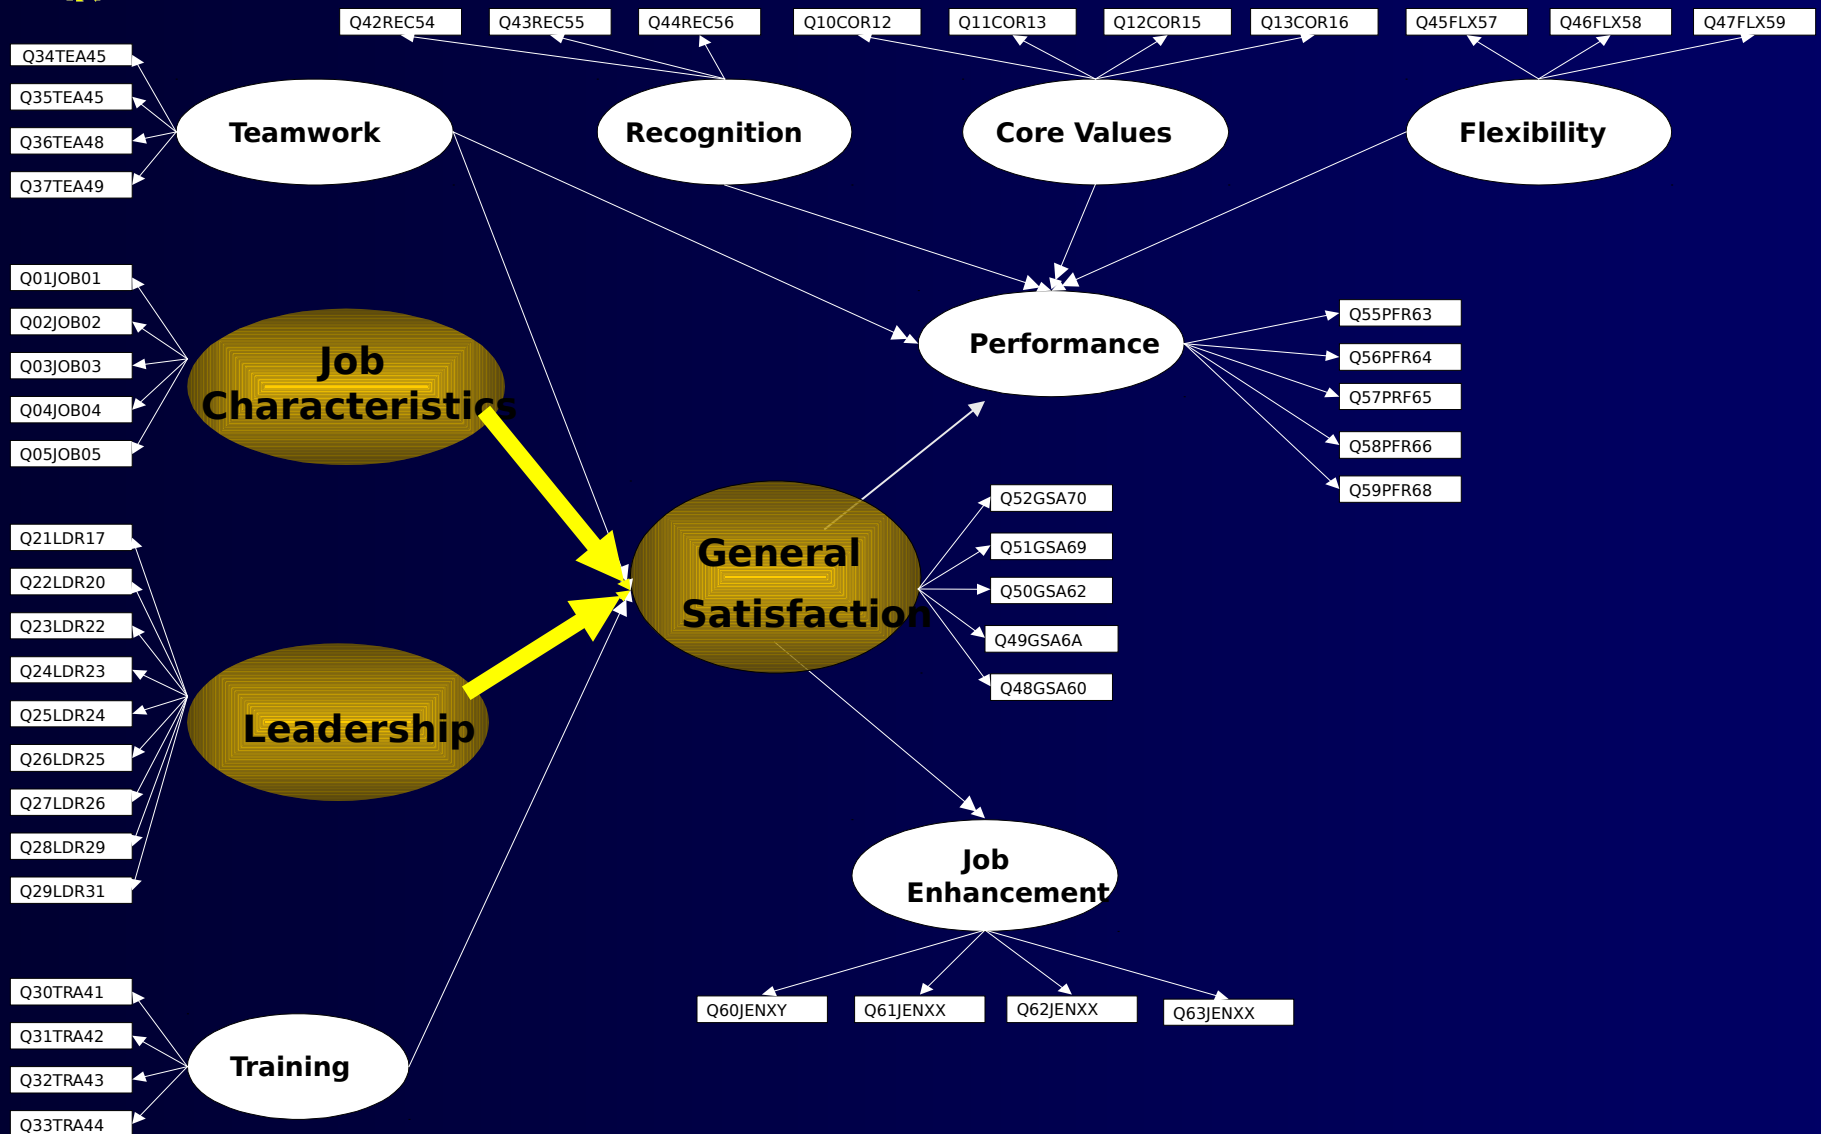 Q42REC54
Q43REC55
Q44REC56
Q10COR12
Q11COR13
Q12COR15
Q13COR16
Q45FLX57
Q46FLX58
Q47FLX59
Q34TEA45
Q35TEA45
Q36TEA48
Q37TEA49
Teamwork
Recognition
Core Values
Flexibility
Q01JOB01
Q02JOB02
Q03JOB03
Q04JOB04
Q05JOB05
Job
Characteristics
Performance
Q55PFR63
Q56PFR64
Q57PRF65
Q58PFR66
Q59PFR68
Q21LDR17
Q22LDR20
Q23LDR22
Q24LDR23
Q25LDR24
Q26LDR25
Q27LDR26
Q28LDR29
Q29LDR31
Leadership
General
Satisfaction
Q52GSA70
Q51GSA69
Q50GSA62
Q49GSA6A
Q48GSA60
Job
Enhancement
Q60JENXY
Q61JENXX
Q62JENXX
Q63JENXX
Q30TRA41
Q31TRA42
Q32TRA43
Q33TRA44
Training